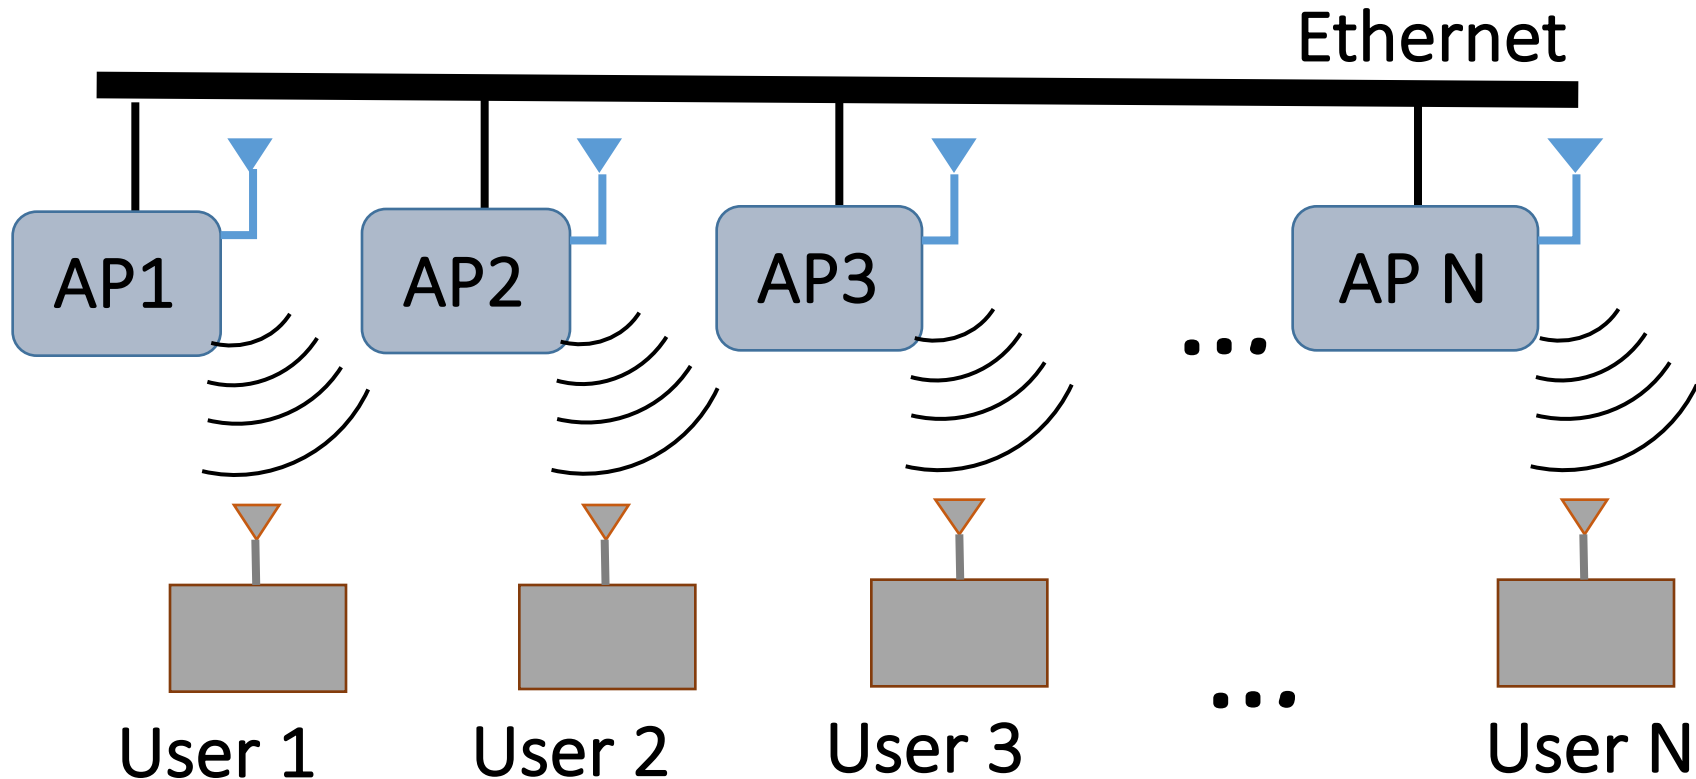 Ethernet
AP1
AP2
AP3
...
AP N
...
User 1
User 2
User 3
User N